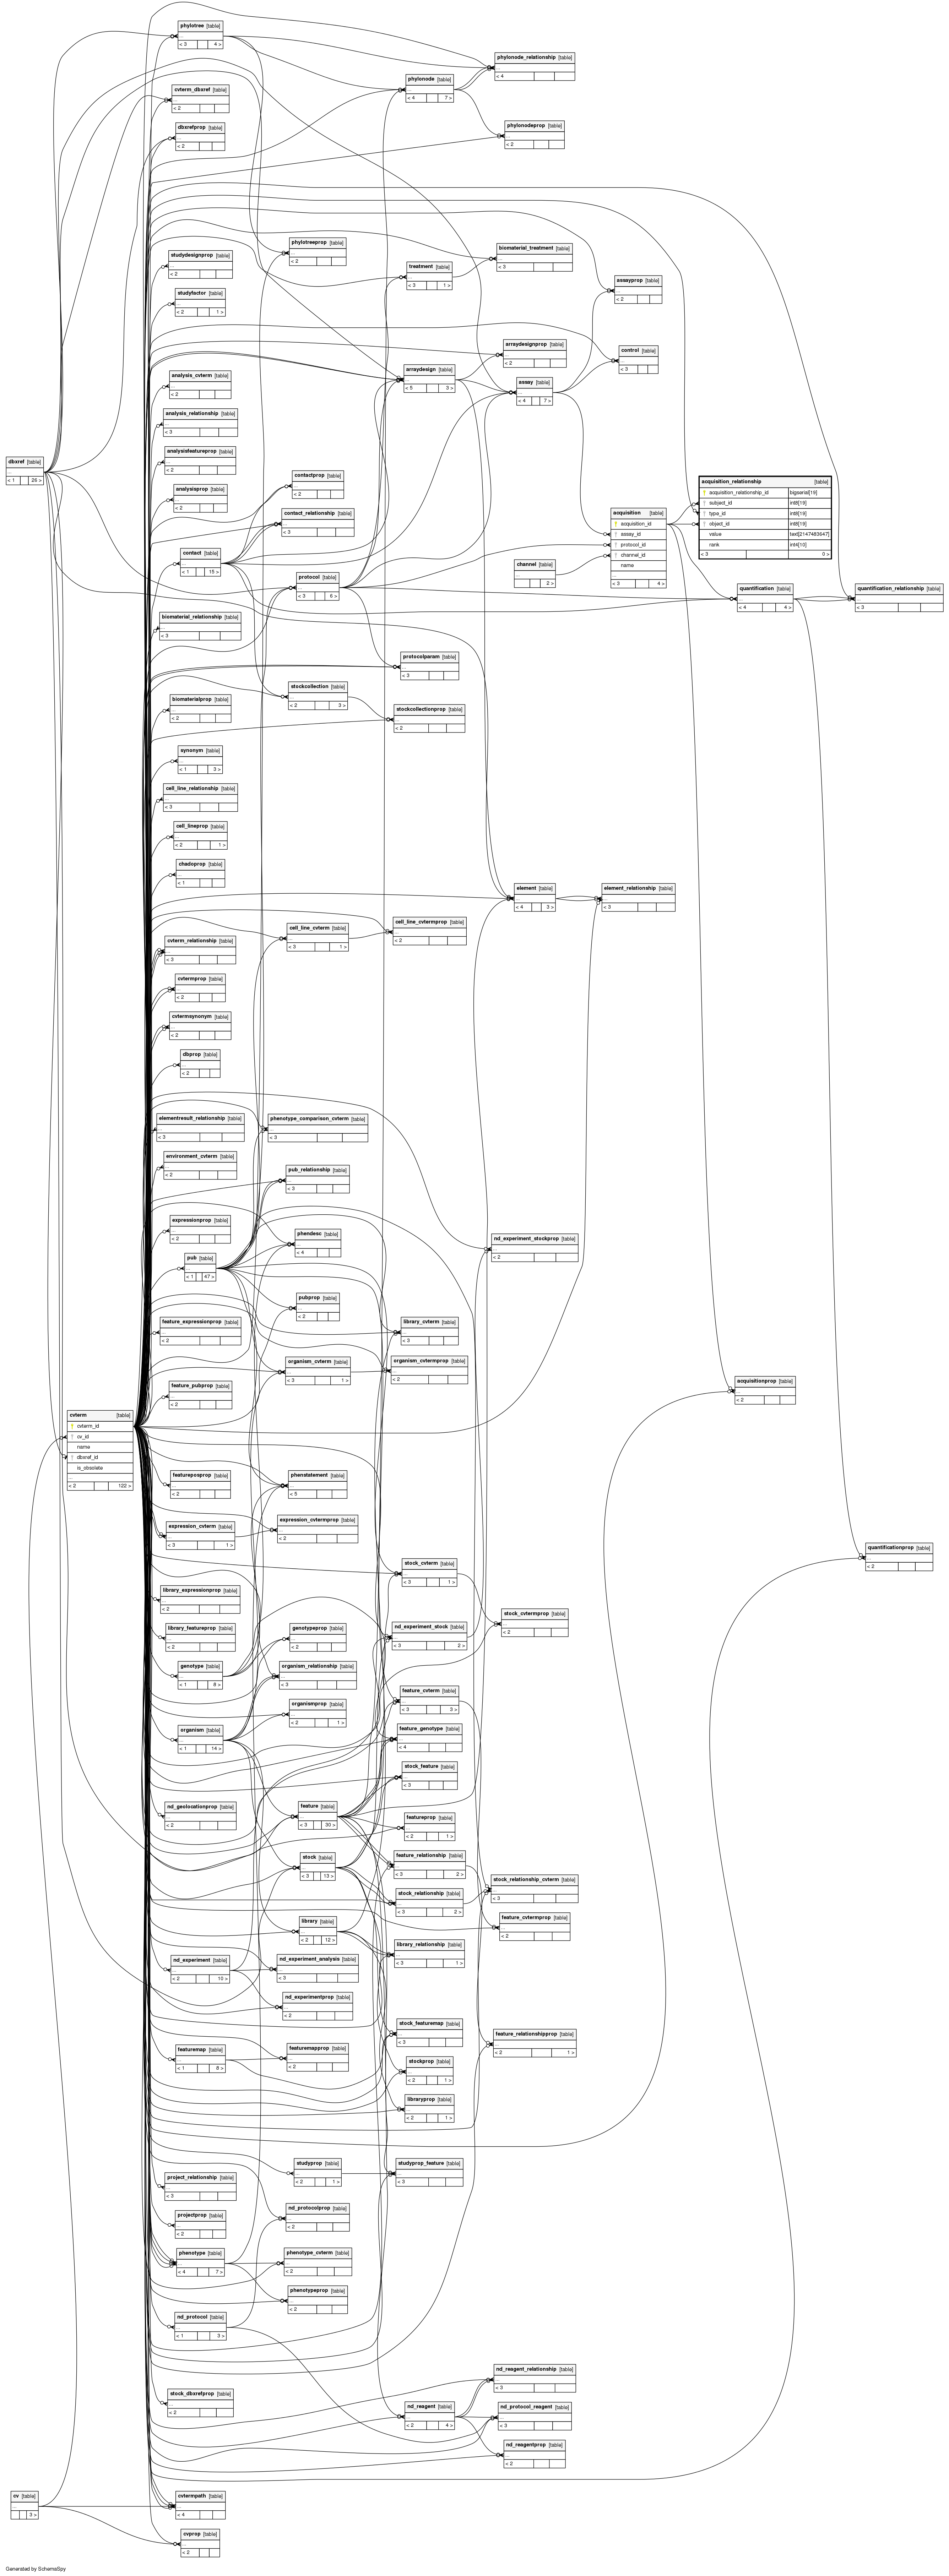 phylotree [table]
...
< 3 4 >
phylonode_relationship [table]
...
< 4
phylonode [table]
...
< 4 7 >
cvterm_dbxref [table]
...
< 2
dbxrefprop [table]
...
< 2
phylonodeprop [table]
...
< 2
phylotreeprop [table]
...
< 2
biomaterial_treatment [table]
...
< 3
studydesignprop [table]
...
< 2
treatment [table]
...
< 3 1 >
assayprop [table]
...
< 2
studyfactor [table]
...
< 2 1 >
arraydesignprop [table]
...
< 2
control [table]
...
< 3
arraydesign [table]
...
< 5 3 >
assay [table]
...
< 4 7 >
analysis_cvterm [table]
...
< 2
analysis_relationship [table]
...
< 3
analysisfeatureprop [table]
...
< 2
dbxref [table]
...
< 1 26 >
analysisprop [table]
...
< 2
contactprop [table]
...
< 2
contact_relationship [table]
...
< 3
acquisition_relationship [table]
acquisition_relationship_id bigserial[19]
subject_id int8[19]
type_id int8[19]
object_id int8[19]
value text[2147483647]
rank int4[10]
< 3 0 >
acquisition [table]
acquisition_id
assay_id
protocol_id
channel_id
name
...
< 3 4 >
contact [table]
...
< 1 15 >
channel [table]
...
2 >
protocol [table]
...
< 3 6 >
quantification [table]
...
< 4 4 >
quantification_relationship [table]
...
< 3
biomaterial_relationship [table]
...
< 3
protocolparam [table]
...
< 3
stockcollection [table]
...
< 2 3 >
biomaterialprop [table]
...
< 2
stockcollectionprop [table]
...
< 2
synonym [table]
...
< 1 3 >
cell_line_relationship [table]
...
< 3
cell_lineprop [table]
...
< 2 1 >
chadoprop [table]
...
< 1
element [table]
...
< 4 3 >
element_relationship [table]
...
< 3
cell_line_cvterm [table]
...
< 3 1 >
cell_line_cvtermprop [table]
...
< 2
cvterm_relationship [table]
...
< 3
cvtermprop [table]
...
< 2
cvtermsynonym [table]
...
< 2
dbprop [table]
...
< 2
elementresult_relationship [table]
...
< 3
phenotype_comparison_cvterm [table]
...
< 3
environment_cvterm [table]
...
< 2
pub_relationship [table]
...
< 3
expressionprop [table]
...
< 2
phendesc [table]
...
< 4
nd_experiment_stockprop [table]
...
< 2
pub [table]
...
< 1 47 >
pubprop [table]
...
< 2
feature_expressionprop [table]
...
< 2
library_cvterm [table]
...
< 3
organism_cvterm [table]
...
< 3 1 >
organism_cvtermprop [table]
...
< 2
feature_pubprop [table]
...
< 2
acquisitionprop [table]
...
< 2
cvterm [table]
cvterm_id
cv_id
name
dbxref_id
is_obsolete
...
< 2 122 >
featureposprop [table]
...
< 2
phenstatement [table]
...
< 5
expression_cvterm [table]
...
< 3 1 >
expression_cvtermprop [table]
...
< 2
quantificationprop [table]
...
< 2
stock_cvterm [table]
...
< 3 1 >
library_expressionprop [table]
...
< 2
stock_cvtermprop [table]
...
< 2
library_featureprop [table]
...
< 2
genotypeprop [table]
...
< 2
nd_experiment_stock [table]
...
< 3 2 >
genotype [table]
...
< 1 8 >
organism_relationship [table]
...
< 3
feature_cvterm [table]
...
< 3 3 >
organismprop [table]
...
< 2 1 >
organism [table]
...
< 1 14 >
feature_genotype [table]
...
< 4
stock_feature [table]
...
< 3
nd_geolocationprop [table]
...
< 2
feature [table]
...
< 3 30 >
featureprop [table]
...
< 2 1 >
stock [table]
...
< 3 13 >
feature_relationship [table]
...
< 3 2 >
stock_relationship [table]
...
< 3 2 >
stock_relationship_cvterm [table]
...
< 3
feature_cvtermprop [table]
...
< 2
library [table]
...
< 2 12 >
library_relationship [table]
...
< 3 1 >
nd_experiment [table]
...
< 2 10 >
nd_experiment_analysis [table]
...
< 3
nd_experimentprop [table]
...
< 2
stock_featuremap [table]
...
< 3
feature_relationshipprop [table]
...
< 2 1 >
featuremap [table]
...
< 1 8 >
featuremapprop [table]
...
< 2
stockprop [table]
...
< 2 1 >
libraryprop [table]
...
< 2 1 >
project_relationship [table]
...
< 3
studyprop [table]
...
< 2 1 >
studyprop_feature [table]
...
< 3
projectprop [table]
...
< 2
nd_protocolprop [table]
...
< 2
phenotype [table]
...
< 4 7 >
phenotype_cvterm [table]
...
< 2
phenotypeprop [table]
...
< 2
nd_protocol [table]
...
< 1 3 >
nd_reagent_relationship [table]
...
< 3
stock_dbxrefprop [table]
...
< 2
nd_reagent [table]
...
< 2 4 >
nd_protocol_reagent [table]
...
< 3
nd_reagentprop [table]
...
< 2
cv [table]
...
3 >
cvtermpath [table]
...
< 4
cvprop [table]
...
< 2
Generated by SchemaSpy